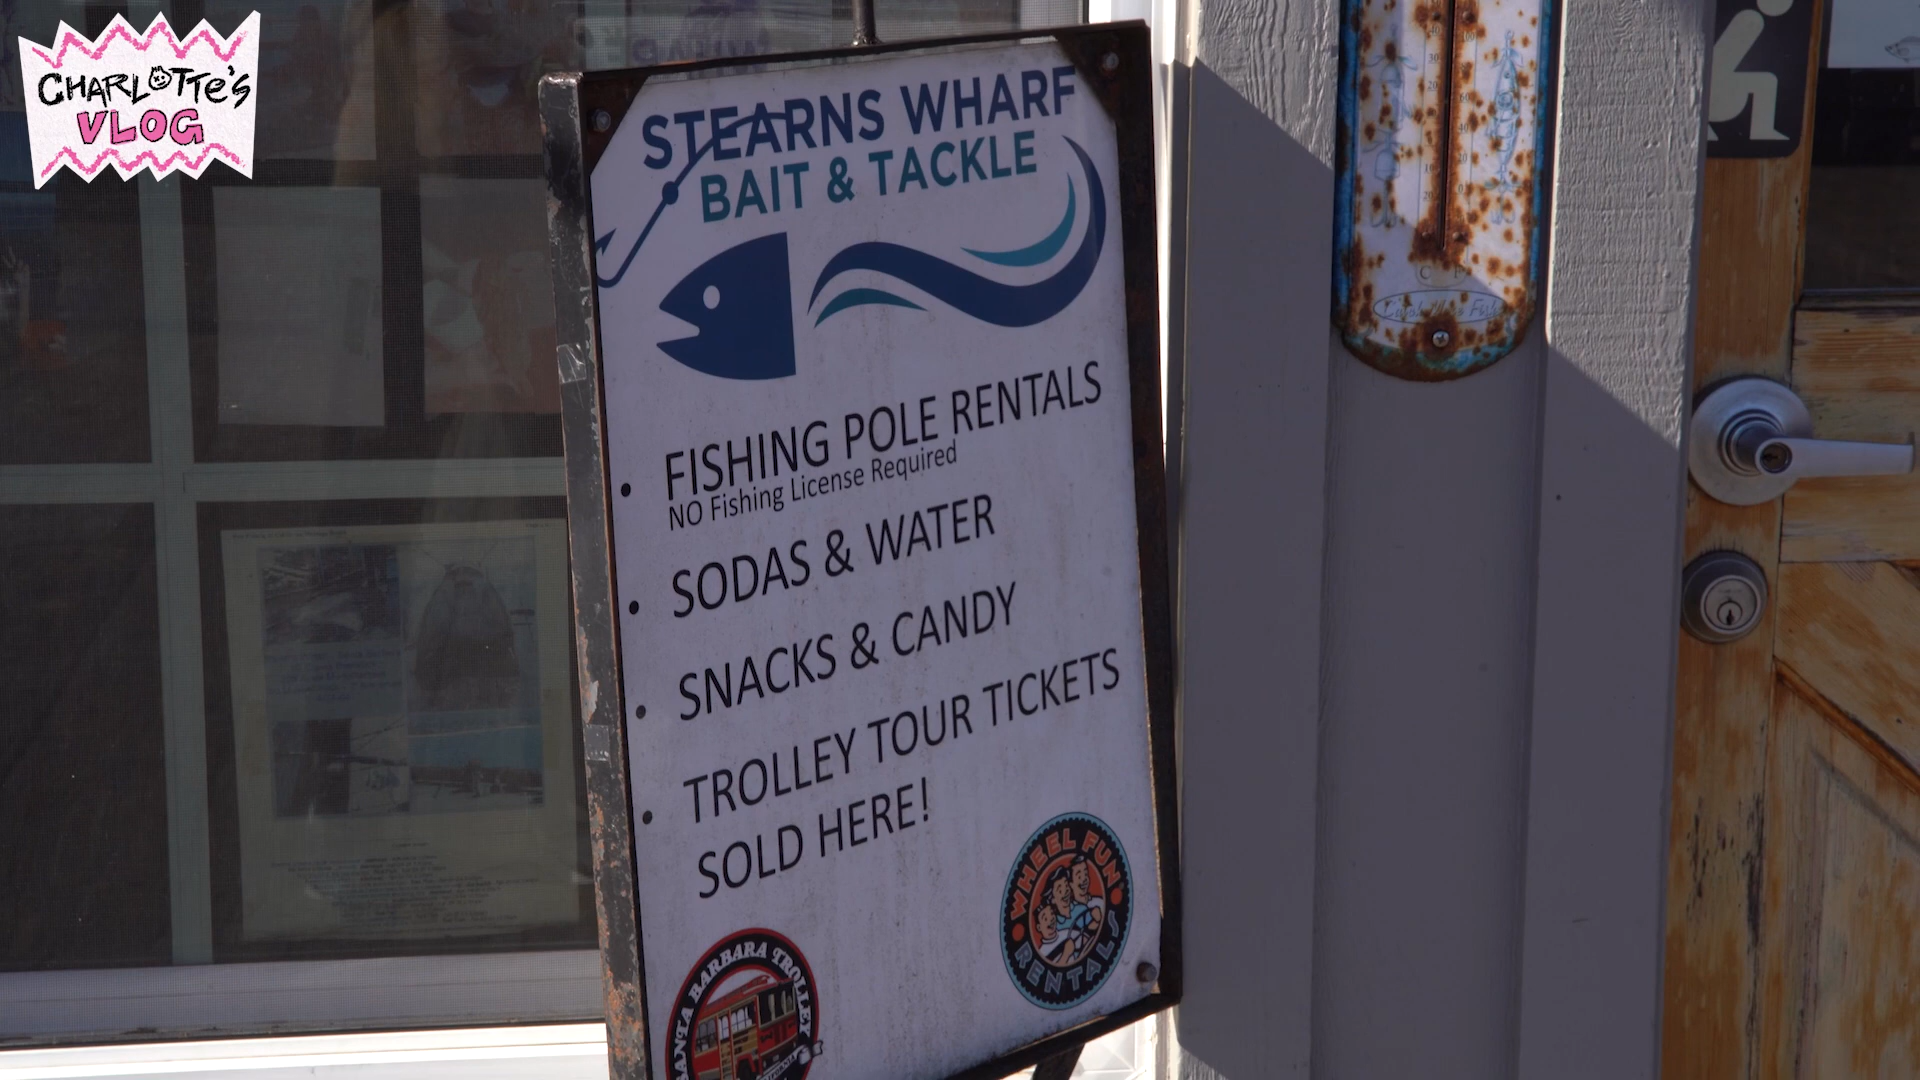 CHARLOTTE'S
VLOG
STEARNS WHARF
BAIT & TACKLE
• FISHING POLE RENTALS
NO Fishing License Required
• SODAS & WATER
• SNACKS & CANDY
• TROLLEY TOUR TICKETS
SOLD HERE!
WHEEL FUN
RENTALS
SANTA BARBARA TROLLEY
C F